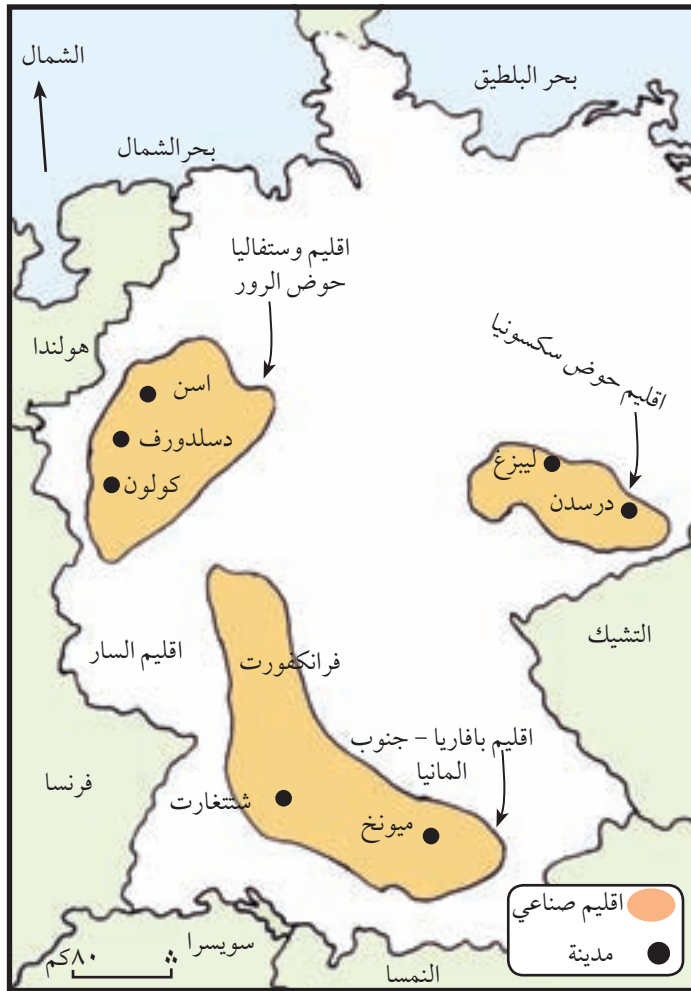 الشمال
بحر البلطيق
بحر الشمال
اقليم وستفاليا
حوض الرور
هولندا
اقليم حوض سكسونيا
اسن
دسلدورف
كولون
ليبزغ
درسدن
التشيك
اقليم السار
فرانكفورت
اقليم بافاريا – جنوب
المانيا
فرنسا
شتتغارت
ميونخ
اقليم صناعي
مدينة
سويسرا
النمسا
٨٠كم